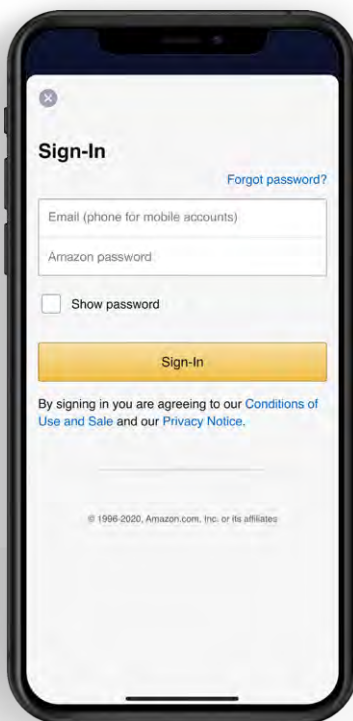 Sign-In
Forgot password?
Email (phone for mobile accounts)
Amazon password
Show password
Sign-In
By signing in you are agreeing to our Conditions of
Use and Sale and our Privacy Notice.
© 1996-2020, Amazon.com, Inc. or its affiliates